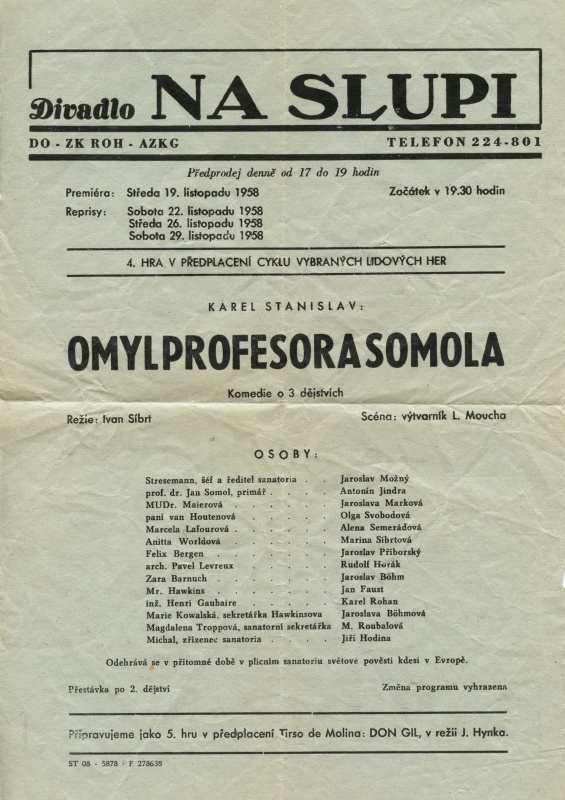 Divadlo NA SLUPI
DO - ZK ROH - AZKG TELEFON 224-801
Předprodej denně od 17 do 19 hodin
Premiéra: Středa 19. listopadu 1958 Začátek v 19.30 hodin
Reprisy: Sobota 22. listopadu 1958
Středa 26. listopadu 1958
Sobota 29. listopadu 1958
4. HRA V PŘEDPLACENÍ CYKLU VYBRANÝCH LIDOVÝCH HER
KAREL STANISLAV:
OMYL PROFESORA SOMOLA
Komedie o 3 dějstvích
Režie: Ivan Síbrt Scéna: výtvarník L. Moucha
OSOBY:
Stresemann, šéf a ředitel sanatoria . . Jaroslav Možný
prof. dr. Jan Somol, primář . . . . Antonín Jindra
MUDr. Maierová . . . . . . Jaroslava Marková
paní van Houtenová . . . . . Olga Svobodová
Marcela Lafourová . . . . . . Alena Semerádová
Anitta Worldová . . . . . . Marina Síbrtová
Felix Bergen . . . . . . . Jaroslav Příborský
arch. Pavel Levreux . . . . . Rudolf Horák
Zara Barnuch . . . . . . . Jaroslav Böhm
Mr. Hawkins . . . . . . . Jan Faust
inž. Henri Gaubaire . . . . . Karel Rohan
Marie Kowalská, sekretářka Hawkinsova Jaroslava Böhmová
Magdalena Troppová, sanatorní sekretářka M. Roubalová
Michal, zřízenec sanatoria . . . . Jiří Hodina
Odehrává se v přítomné době v plicním sanatoriu světové pověsti kdesi v Evropě.
Přestávka po 2. dějství Změna programu vyhrazena
Připravujeme jako 5. hru v předplacení Tirso de Molina: DON GIL, v režii J. Hynka.
ST 08 - 5878 - F 278638